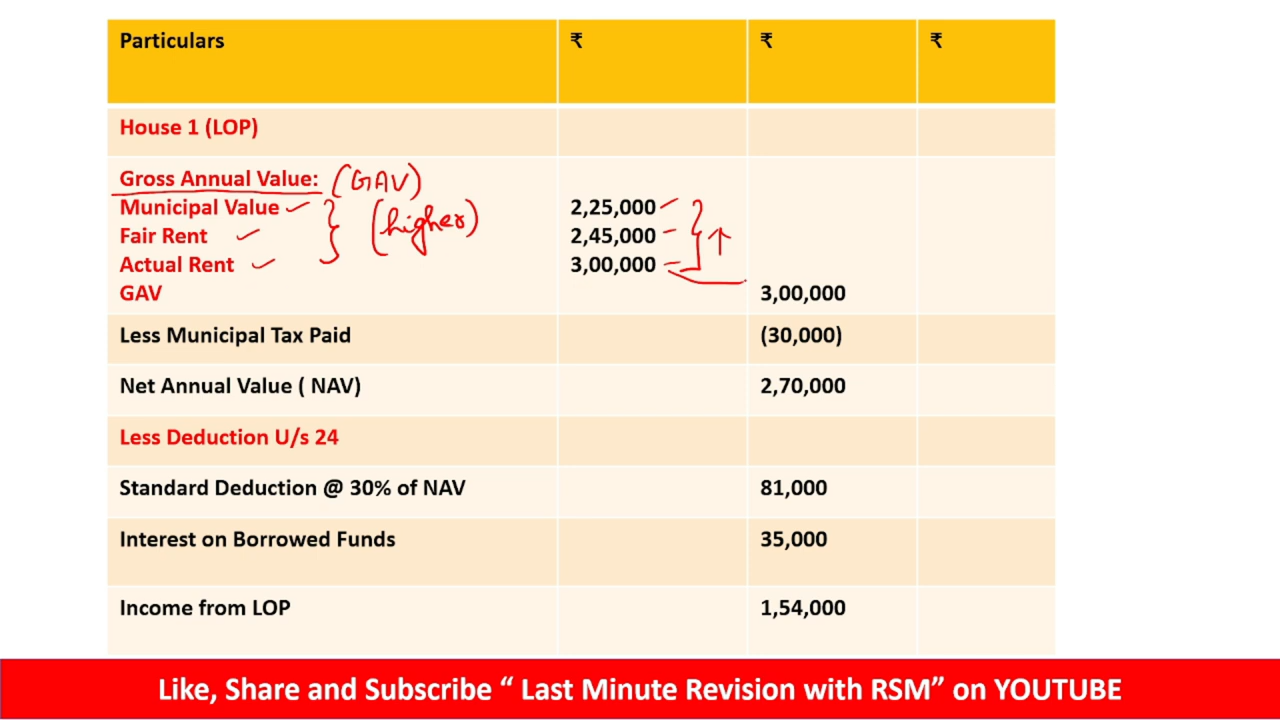 Particulars ₹ ₹ ₹
House 1 (LOP)
Gross Annual Value: (GAV)
Municipal Value 2,25,000
(higher)
Fair Rent 2,45,000
Actual Rent 3,00,000
GAV 3,00,000
Less Municipal Tax Paid (30,000)
Net Annual Value ( NAV) 2,70,000
Less Deduction U/s 24
Standard Deduction @ 30% of NAV 81,000
Interest on Borrowed Funds 35,000
Income from LOP 1,54,000
Like, Share and Subscribe “ Last Minute Revision with RSM” on YOUTUBE